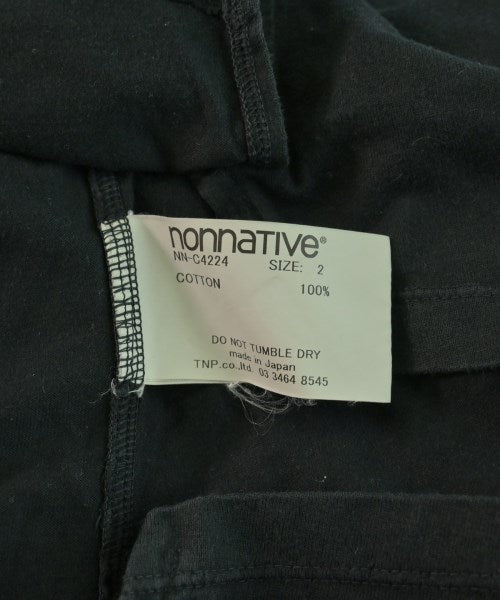 nonnative®
NN-C4224 SIZE: 2
COTTON 100%
DO NOT TUMBLE DRY
made in Japan
TNP.co.,ltd. 03 3464 8545